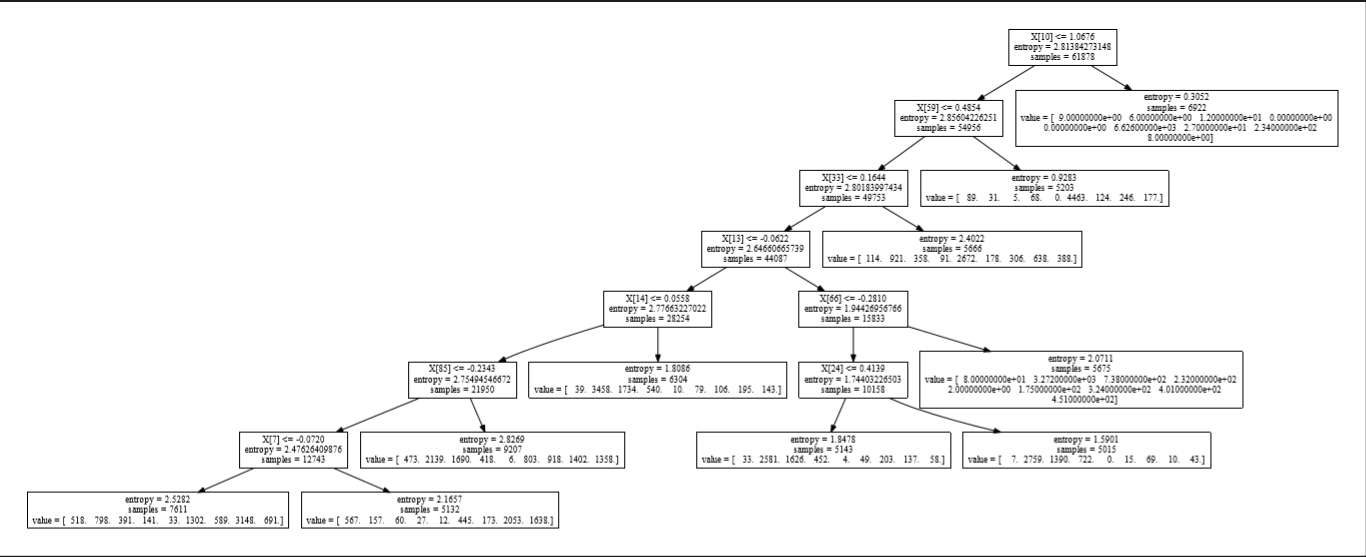 X[10] <= 1.0676
entropy = 2.81384273148
samples = 61878
X[59] <= 0.4854
entropy = 2.85604226251
samples = 54956
entropy = 0.3052
samples = 6922
value = [ 9.00000000e+00 6.00000000e+00 1.20000000e+01 0.00000000e+00
0.00000000e+00 6.62600000e+03 2.70000000e+01 2.34000000e+02
8.00000000e+00]
X[33] <= 0.1644
entropy = 2.80183997434
samples = 49753
entropy = 0.9283
samples = 5203
value = [ 89. 31. 5. 68. 0. 4463. 124. 246. 177.]
X[13] <= -0.0622
entropy = 2.64660665739
samples = 44087
entropy = 2.4022
samples = 5666
value = [ 114. 921. 358. 91. 2672. 178. 306. 638. 388.]
X[14] <= 0.0558
entropy = 2.77663227022
samples = 28254
X[66] <= -0.2810
entropy = 1.94426956766
samples = 15833
X[85] <= -0.2343
entropy = 2.75494546672
samples = 21950
entropy = 1.8086
samples = 6304
value = [ 39. 3458. 1734. 540. 10. 79. 106. 195. 143.]
X[24] <= 0.4139
entropy = 1.74403226503
samples = 10158
entropy = 2.0711
samples = 5675
value = [ 8.00000000e+01 3.27200000e+03 7.38000000e+02 2.32000000e+02
2.00000000e+00 1.75000000e+02 3.24000000e+02 4.01000000e+02
4.51000000e+02]
X[7] <= -0.0720
entropy = 2.47626409876
samples = 12743
entropy = 2.8269
samples = 9207
value = [ 473. 2139. 1690. 418. 6. 803. 918. 1402. 1358.]
entropy = 1.8478
samples = 5143
value = [ 33. 2581. 1626. 452. 4. 49. 203. 137. 58.]
entropy = 1.5901
samples = 5015
value = [ 7. 2759. 1390. 722. 0. 15. 69. 10. 43.]
entropy = 2.5282
samples = 7611
value = [ 518. 798. 391. 141. 33. 1302. 589. 3148. 691.]
entropy = 2.1657
samples = 5132
value = [ 567. 157. 60. 27. 12. 445. 173. 2053. 1638.]